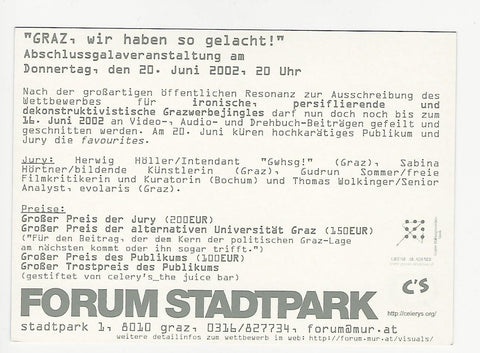 "GRAZ, wir haben so gelacht!"
Abschlussgalaveranstaltung am
Donnertag, den 20. Juni 2002, 20 Uhr
Nach der großartigen öffentlichen Resonanz zur Ausschreibung des
Wettbewerbes für ironische, persiflierende und
dekonstruktivistische Grazwerbejingles darf nun doch noch bis zum
16. Juni 2002 an Video-, Audio- und Drehbuch-Beiträgen gefeilt und
geschnitten werden. Am 20. Juni küren hochkarätiges Publikum und
Jury die favourites.
Jury: Herwig Höller/Intendant "Gwhsg!" (Graz), Sabina
Hörtner/bildende Künstlerin (Graz), Gudrun Sommer/freie
Filmkritikerin und Kuratorin (Bochum) und Thomas Wolkinger/Senior
Analyst, evolaris (Graz).
Preise:
Großer Preis der Jury (200EUR)
Großer Preis der alternativen Universität Graz (150EUR)
("Für den Beitrag, der dem Kern der politischen Graz-Lage
am nächsten kommt oder ihn sogar trifft.")
Großer Preis des Publikums (100EUR)
Großer Trostpreis des Publikums
(gestiftet von celery's_the juice bar)
C'S
http://celerys.org/
FORUM STADTPARK
stadtpark 1, 8010 graz, 0316/827734, forum@mur.at
weitere detailinfos zum wettbewerb im web: http://forum.mur.at/visuals/